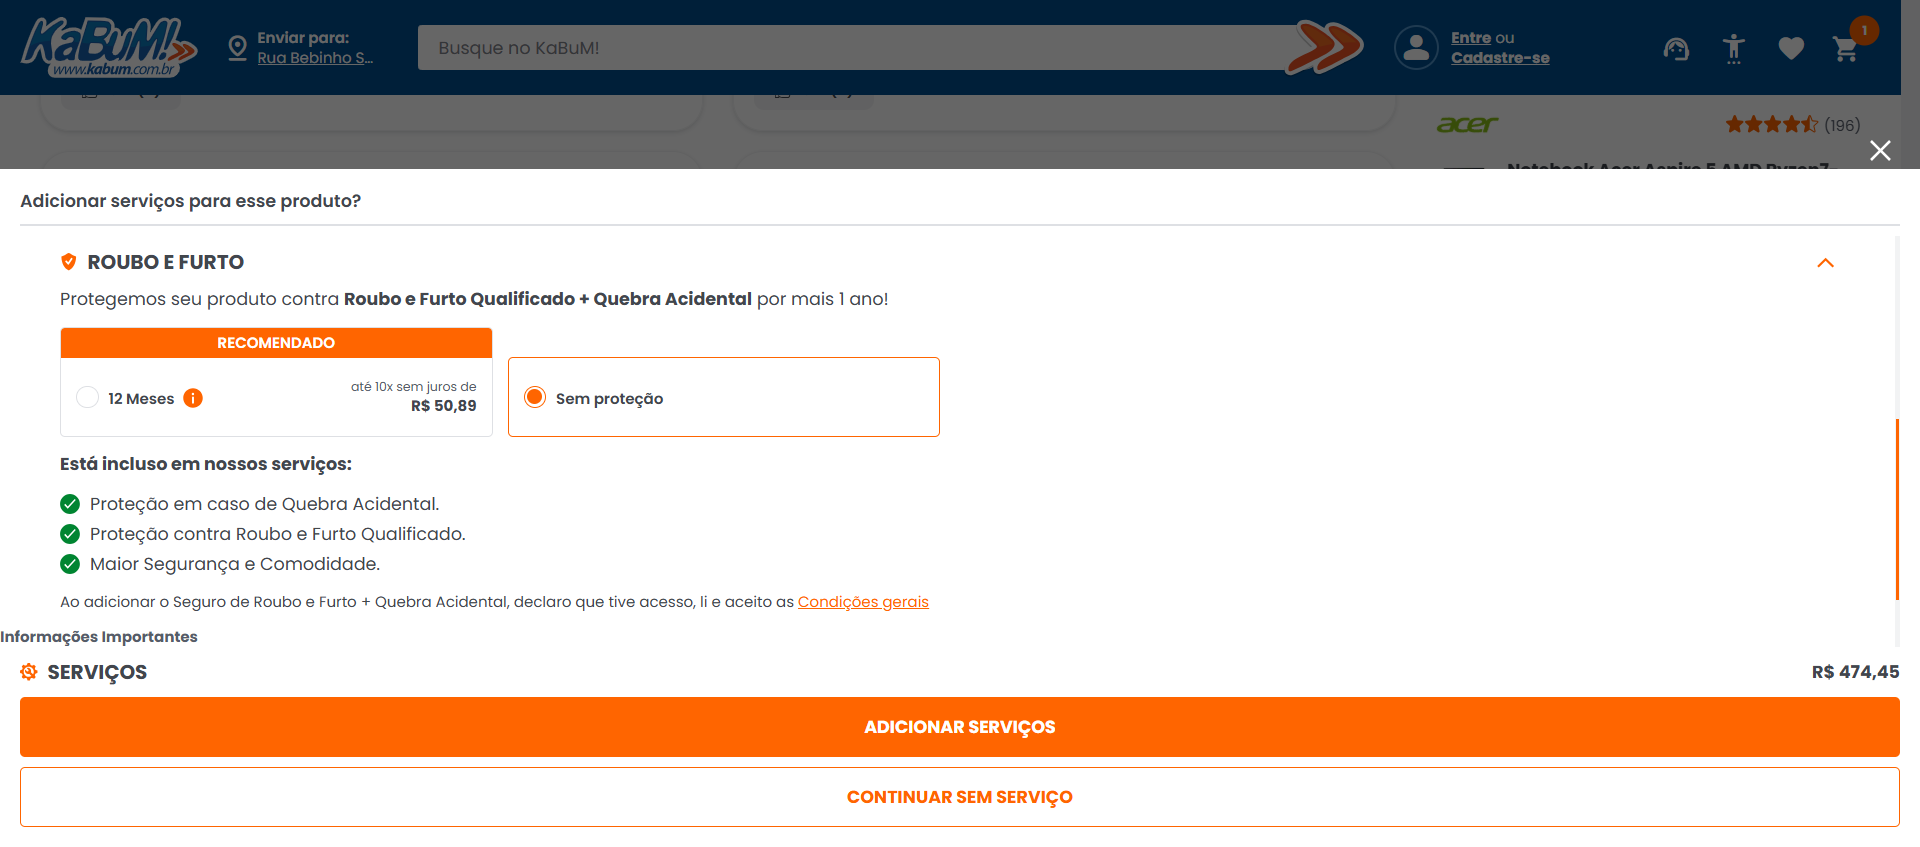 KaBuM!
www.kabum.com.br
Enviar para:
Rua Bebinho S...
Busque no KaBuM!
Entre ou
Cadastre-se
1
acer
(196)
Notebook Acer Aspire 5 AMD Ryzen7-
Adicionar serviços para esse produto?
ROUBO E FURTO
Protegemos seu produto contra Roubo e Furto Qualificado + Quebra Acidental por mais 1 ano!
RECOMENDADO
12 Meses
até 10x sem juros de
R$ 50,89
Sem proteção
Está incluso em nossos serviços:
Proteção em caso de Quebra Acidental.
Proteção contra Roubo e Furto Qualificado.
Maior Segurança e Comodidade.
Ao adicionar o Seguro de Roubo e Furto + Quebra Acidental, declaro que tive acesso, li e aceito as Condições gerais
Informações Importantes
SERVIÇOS
R$ 474,45
ADICIONAR SERVIÇOS
CONTINUAR SEM SERVIÇO